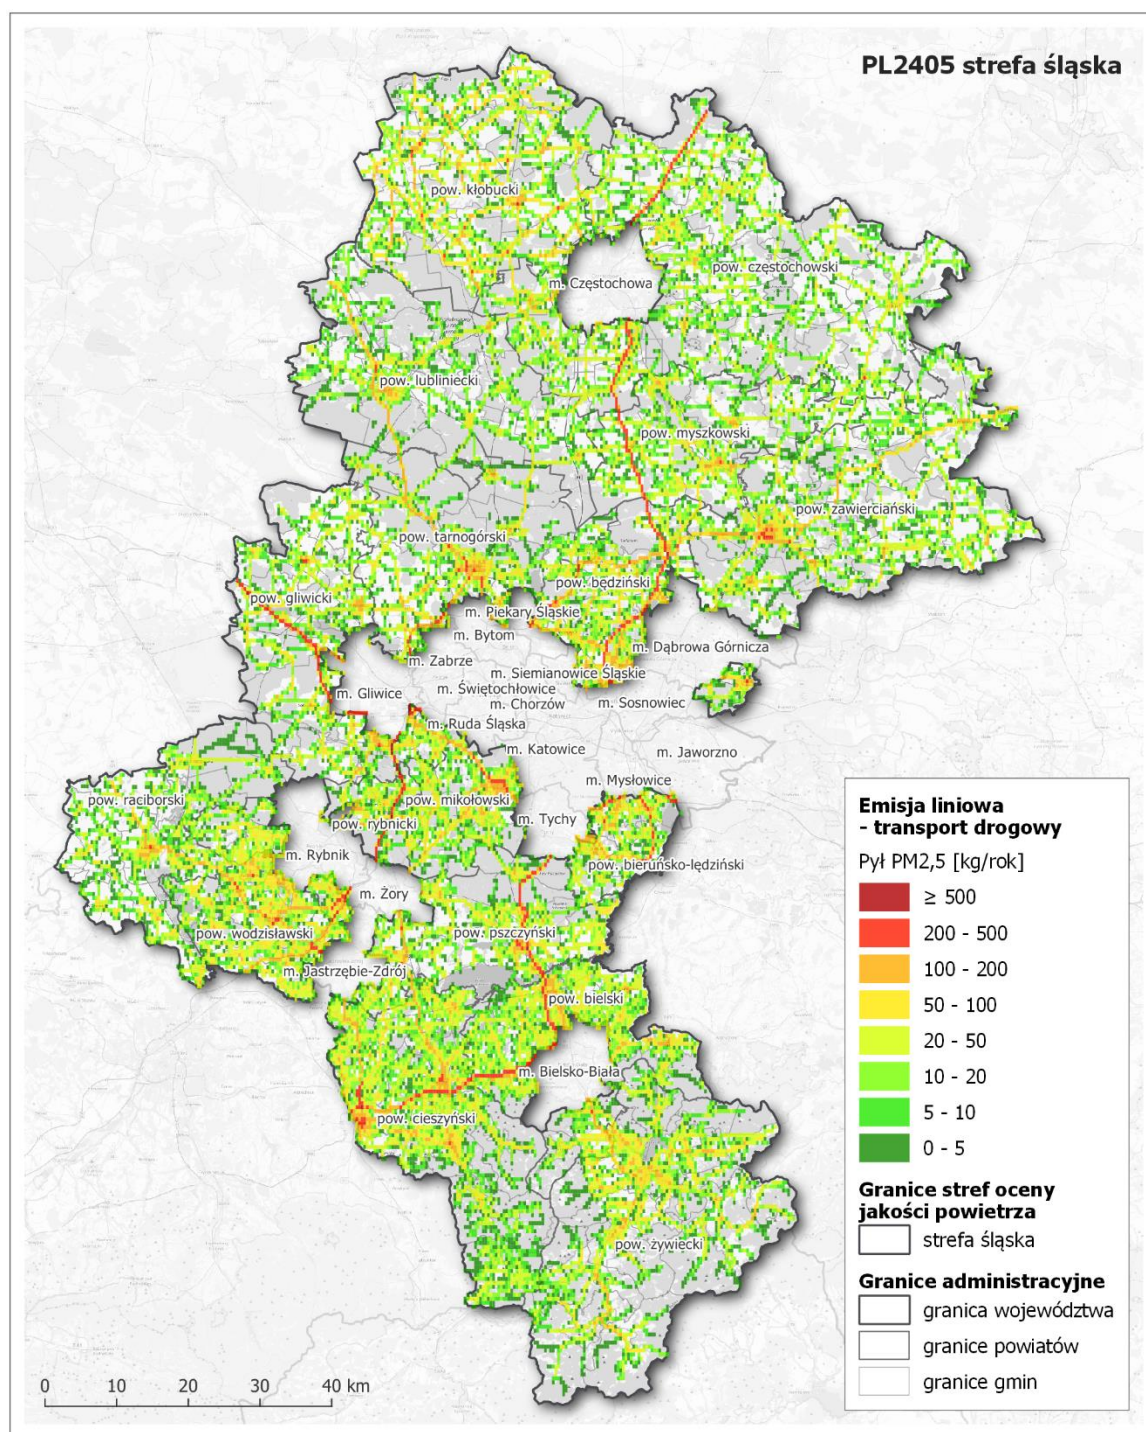 PL2405 strefa śląska
pow. kłobucki
pow. częstochowski
m. Częstochowa
pow. lubliniecki
pow. myszkowski
pow. zawierciański
pow. tarnogórski
pow. będziński
pow. gliwicki
m. Piekary Śląskie
m. Bytom
m. Dąbrowa Górnicza
m. Zabrze
m. Siemianowice Śląskie
m. Świętochłowice
m. Gliwice
m. Chorzów
m. Sosnowiec
m. Ruda Śląska
m. Katowice
m. Jaworzno
m. Mysłowice
pow. raciborski
pow. mikołowski
m. Tychy
pow. rybnicki
m. Rybnik
pow. bieruńsko-lędziński
m. Żory
pow. wodzisławski
pow. pszczyński
m. Jastrzębie-Zdrój
pow. bielski
m. Bielsko-Biała
pow. cieszyński
pow. żywiecki
Emisja liniowa
- transport drogowy
Pył PM2,5 [kg/rok]
≥ 500
200 - 500
100 - 200
50 - 100
20 - 50
10 - 20
5 - 10
0 - 5
Granice stref oceny
jakości powietrza
strefa śląska
Granice administracyjne
granica województwa
granice powiatów
granice gmin
0 10 20 30 40 km